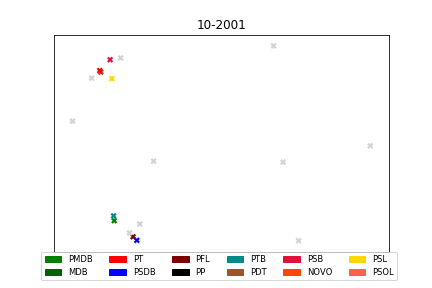 10-2001
PMDB PT PFL PTB PSB PSL
MDB PSDB PP PDT NOVO PSOL